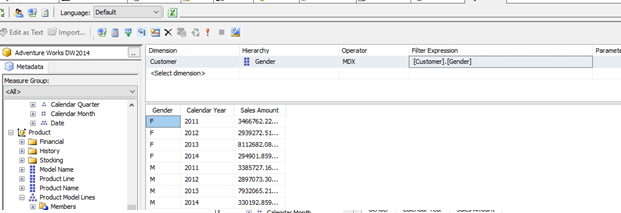 Language: Default
Edit as Text Import...
Adventure Works DW2014 ..
Metadata
Measure Group:
<All>
Calendar Quarter
Calendar Month
Date
Product
Financial
History
Stocking
Model Name
Product Line
Product Name
Product Model Lines
Members
Dimension Hierarchy Operator Filter Expression Paramete
Customer Gender MDX [Customer].[Gender]
<Select dimension>
Gender Calendar Year Sales Amount
F 2011 3466762.22...
F 2012 2939272.51...
F 2013 8112682.08...
F 2014 294901.859...
M 2011 3385727.16...
M 2012 2897073.30...
M 2013 7932065.21...
M 2014 330192.859...